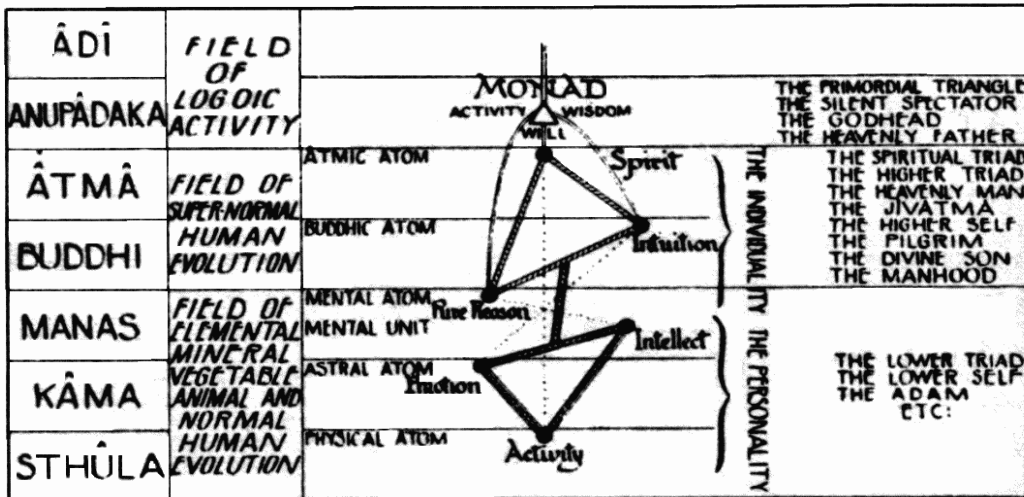 ÂDÎ
ANUPÂDAKA
ÂTMÂ
BUDDHI
MANAS
KÂMA
STHÛLA
FIELD
OF
LOGOIC
ACTIVITY
FIELD OF
SUPER-NORMAL
HUMAN
EVOLUTION
FIELD OF
ELEMENTAL
MINERAL
VEGETABLE
ANIMAL AND
NORMAL
HUMAN
EVOLUTION
MONAD
ACTIVITY WISDOM
WILL
ÂTMIC ATOM
Spirit
BUDDHIC ATOM
Intuition
MENTAL ATOM
Pure Reason
MENTAL UNIT
Intellect
ASTRAL ATOM
Emotion
PHYSICAL ATOM
Activity
THE INDIVIDUALITY
THE PERSONALITY
THE PRIMORDIAL TRIANGLE
THE SILENT SPECTATOR
THE GODHEAD
THE HEAVENLY FATHER
THE SPIRITUAL TRIAD
THE HIGHER TRIAD
THE HEAVENLY MAN
THE JIVATMA
THE HIGHER SELF
THE PILGRIM
THE DIVINE SON
THE MANHOOD
THE LOWER TRIAD
THE LOWER SELF
THE ADAM
ETC: